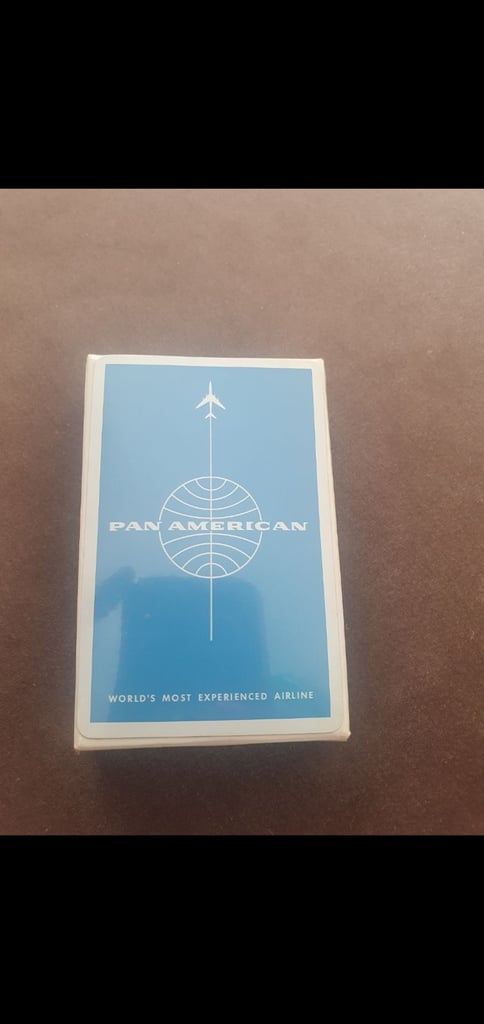 PAN AMERICAN
WORLD'S MOST EXPERIENCED AIRLINE